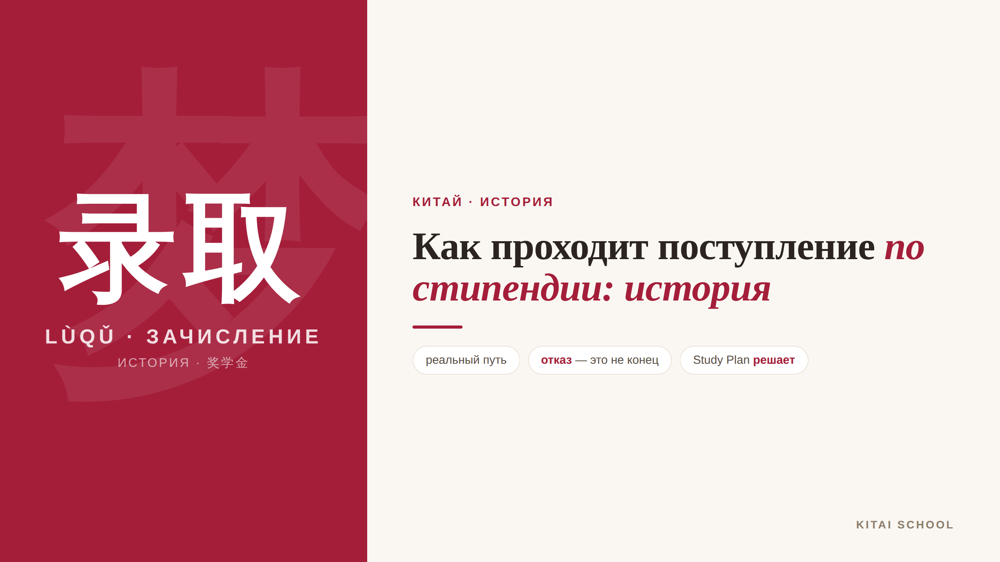 梦
录取
LÙQǓ · ЗАЧИСЛЕНИЕ
ИСТОРИЯ · 奖学金
КИТАЙ · ИСТОРИЯ
Как проходит поступление по
стипендии: история
реальный путь
отказ — это не конец
Study Plan решает
KITAI SCHOOL